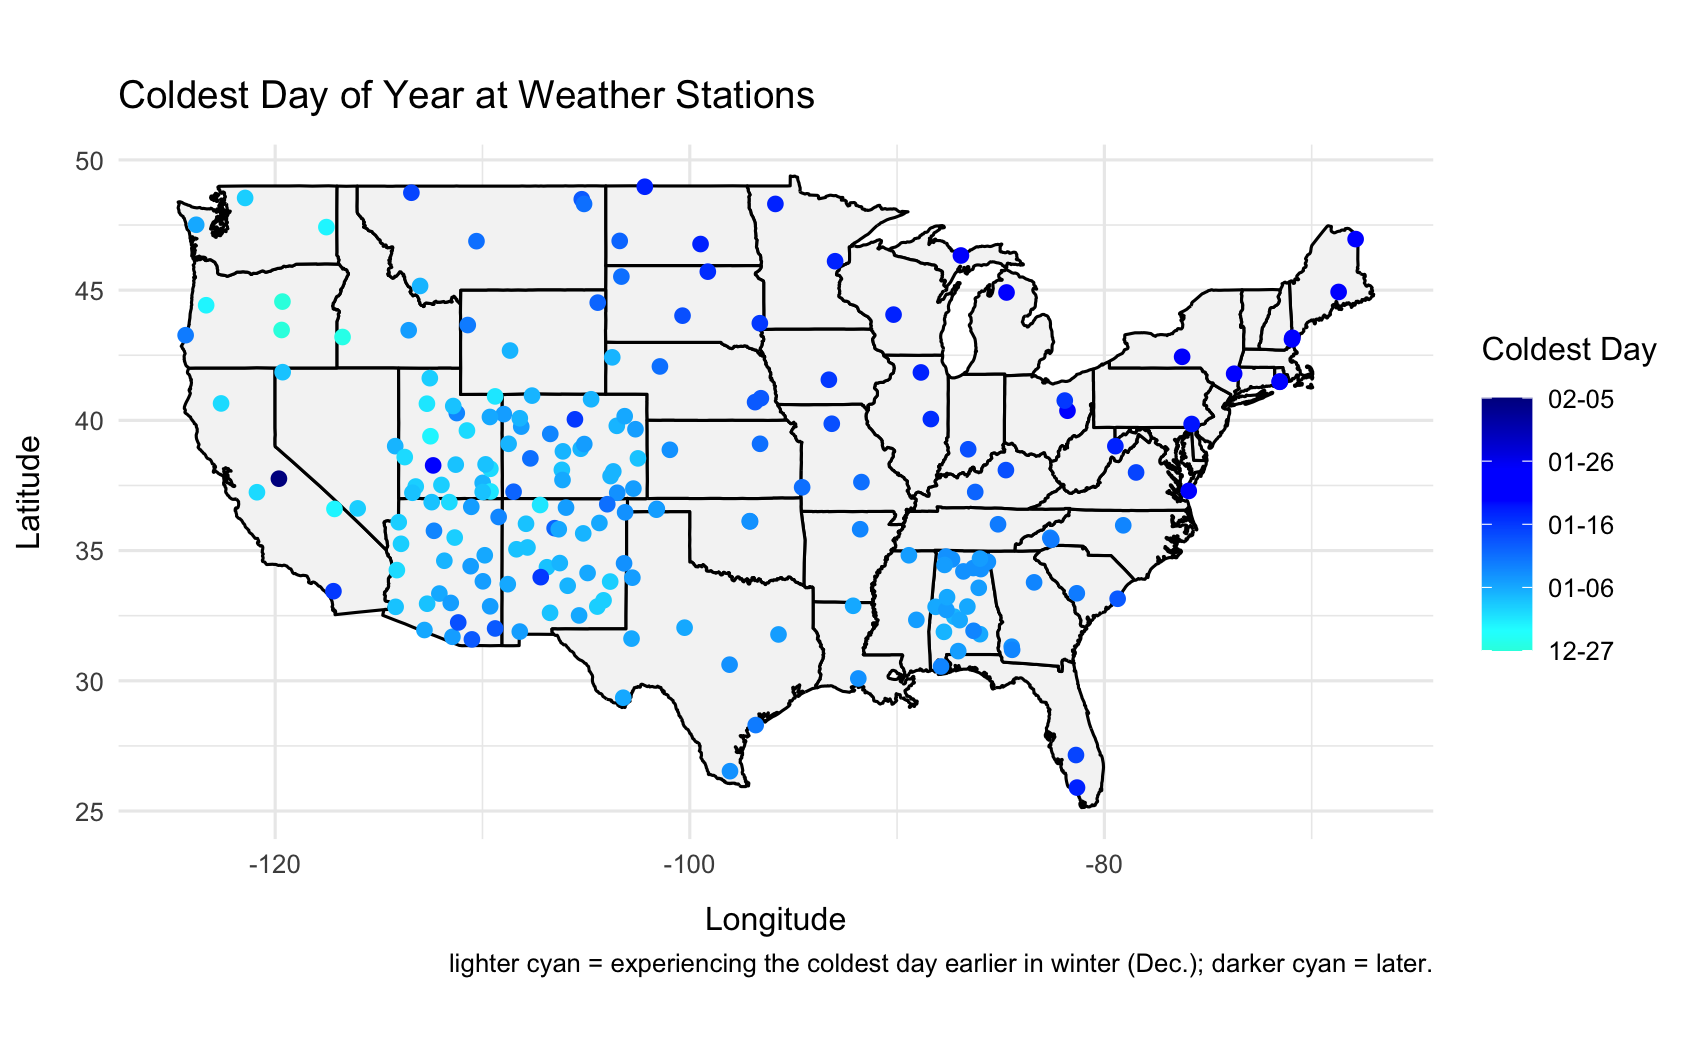 Coldest Day of Year at Weather Stations
50
45
40
35
30
25
Latitude
-120
-100
-80
Longitude
Coldest Day
02-05
01-26
01-16
01-06
12-27
lighter cyan = experiencing the coldest day earlier in winter (Dec.); darker cyan = later.